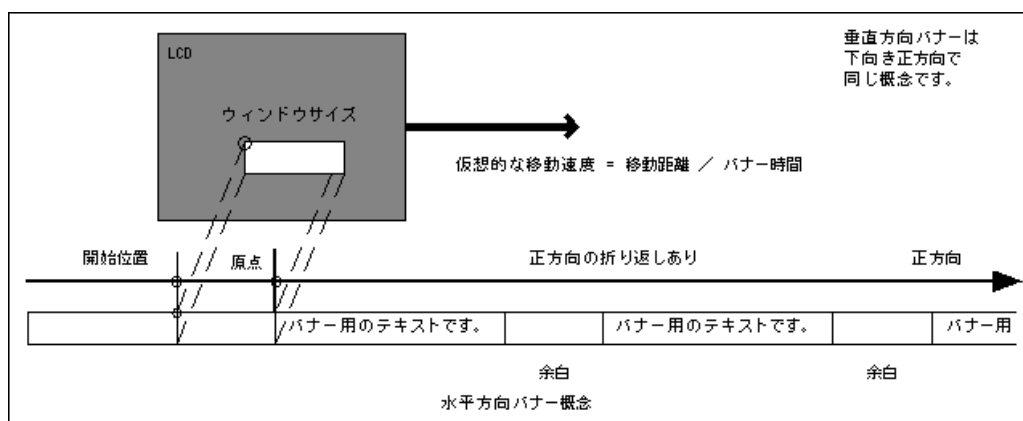 垂直方向バナーは
下向き正方向で
同じ概念です。
LCD
ウィンドウサイズ
仮想的な移動速度 = 移動距離 / バナー時間
開始位置
原点
正方向の折り返しあり
正方向
バナー用のテキストです。
バナー用のテキストです。
バナー用
余白
余白
水平方向バナー概念